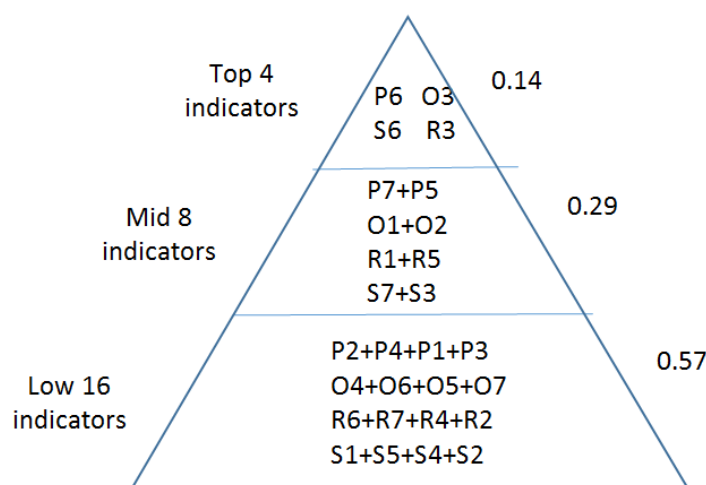 Top 4
indicators
P6 O3
S6 R3
0.14
Mid 8
indicators
P7+P5
O1+O2
R1+R5
S7+S3
0.29
Low 16
indicators
P2+P4+P1+P3
O4+O6+O5+O7
R6+R7+R4+R2
S1+S5+S4+S2
0.57